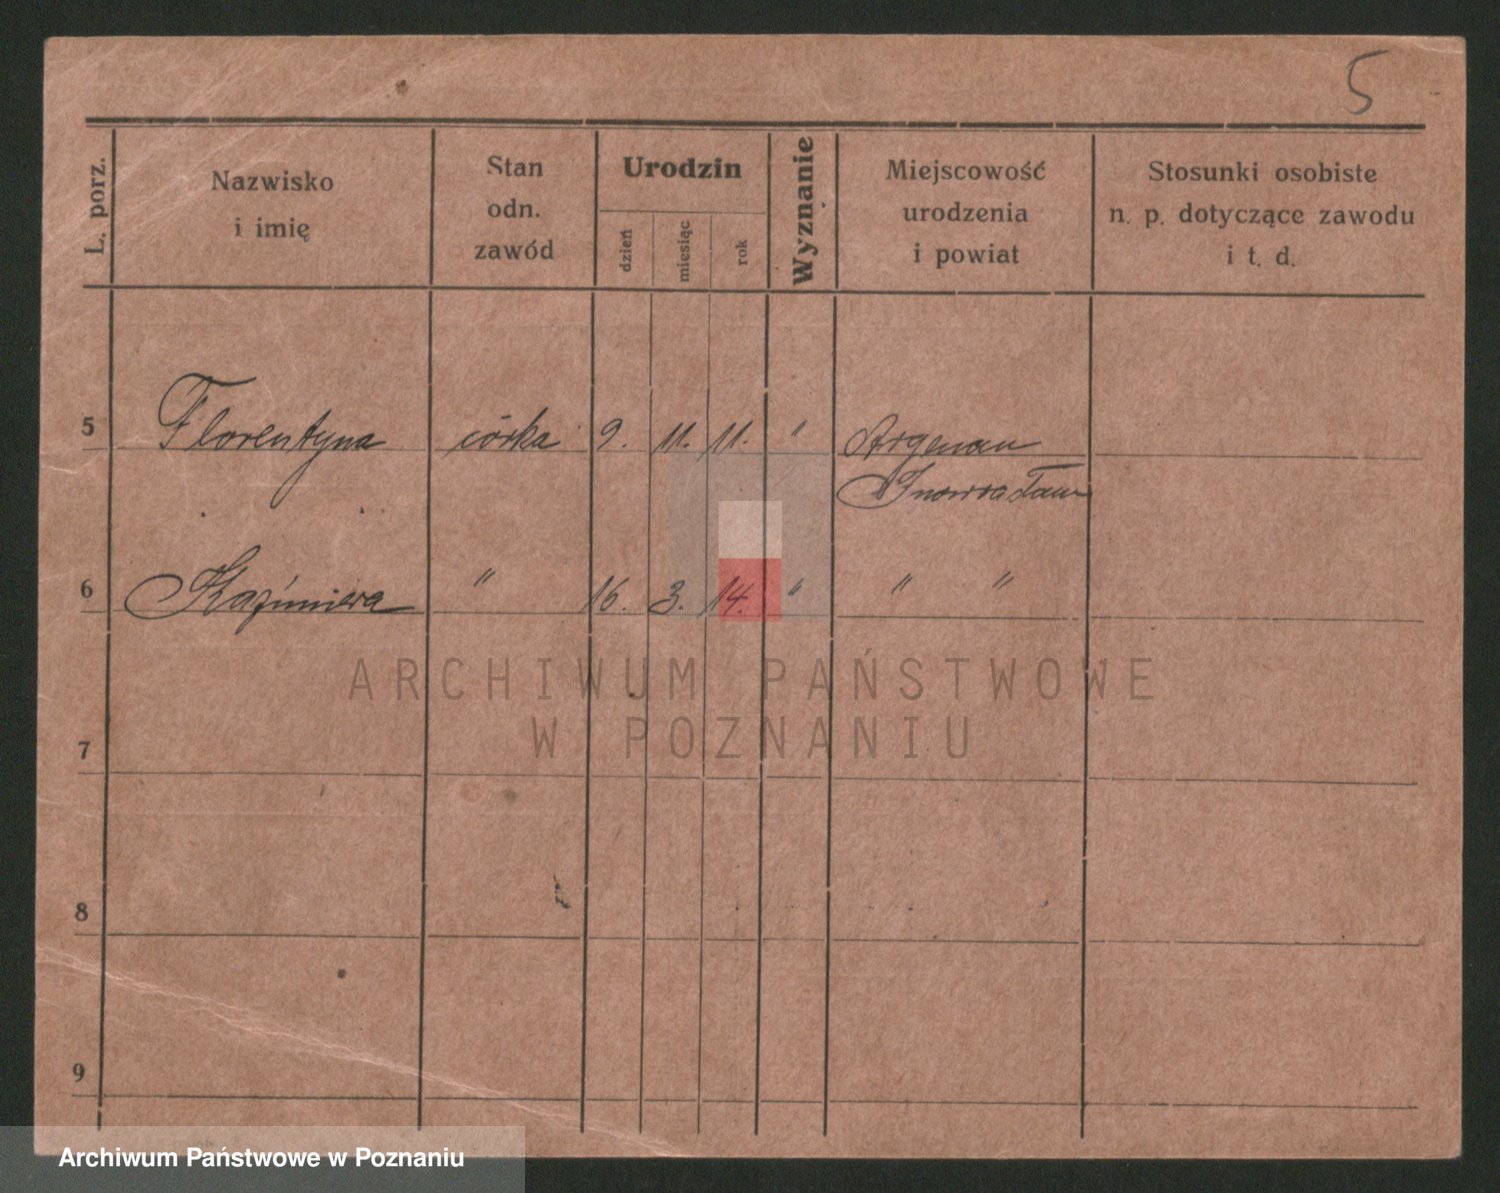 5
L. porz.
Nazwisko
i imię
Stan
odn.
zawód
Urodzin
dzień
miesiąc
rok
Wyznanie
Miejscowość
urodzenia
i powiat
Stosunki osobiste
n. p. dotyczące zawodu
i t. d.
5 Florentyna córka 9. 11. 11. " Argenau
Inowrocław
6 Kazimiera " 16. 3. 14. " " "
ARCHIWUM PAŃSTWOWE
W POZNANIU
7
8
9
Archiwum Państwowe w Poznaniu